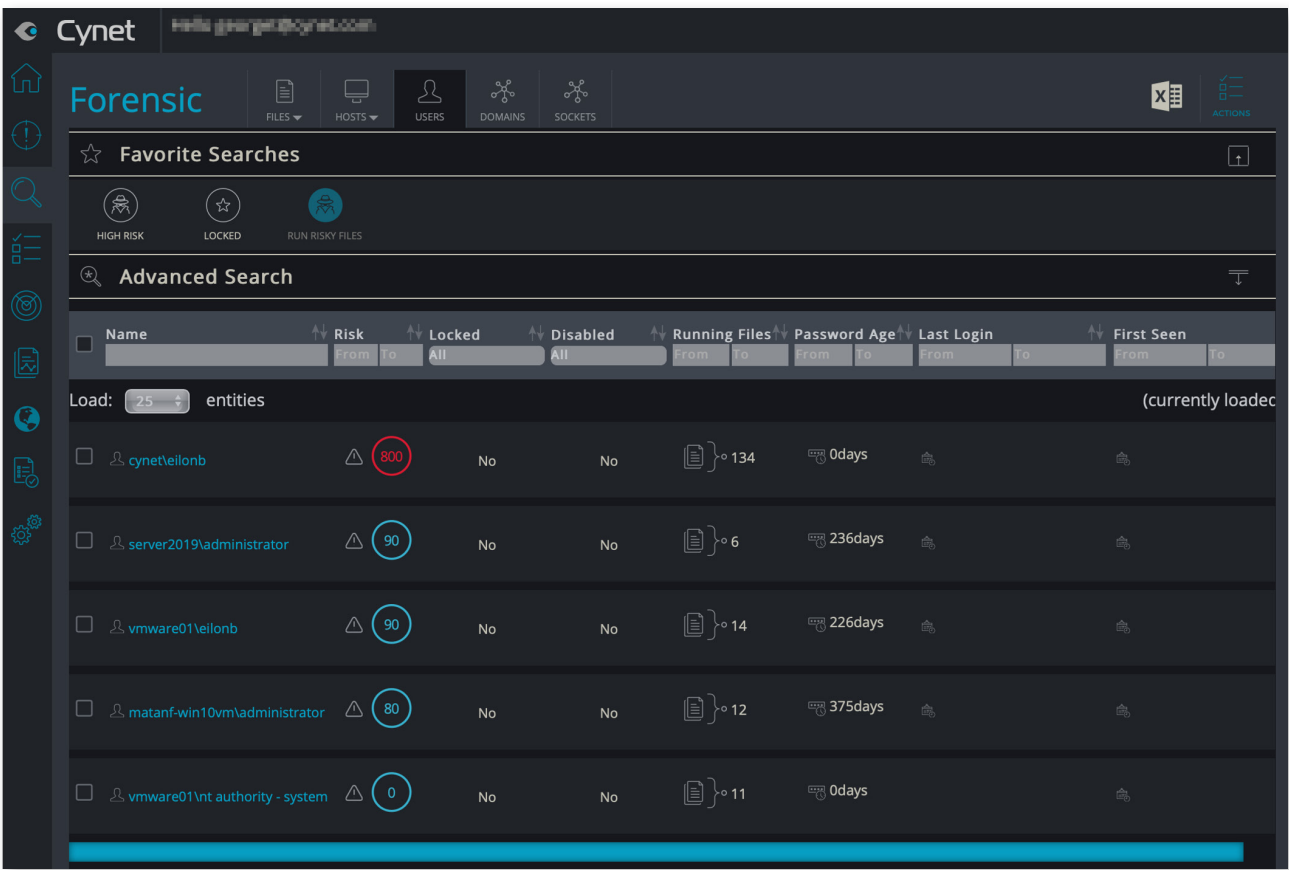 Cynet
Forensic
FILES
HOSTS
USERS
DOMAINS
SOCKETS
ACTIONS
Favorite Searches
HIGH RISK
LOCKED
RUN RISKY FILES
Advanced Search
Name Risk Locked Disabled Running Files Password Age Last Login First Seen
From To All All From To From To From To From To
Load: 25 entities (currently loaded
cynet\eilonb 800 No No 134 0days
server2019\administrator 90 No No 6 236days
vmware01\eilonb 90 No No 14 226days
matanf-win10vm\administrator 80 No No 12 375days
vmware01\nt authority - system 0 No No 11 0days